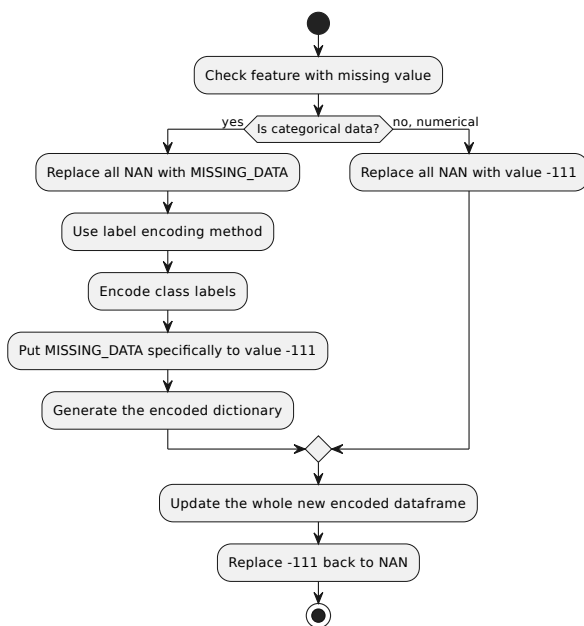 Check feature with missing value
Is categorical data?
yes
no, numerical
Replace all NAN with MISSING_DATA
Replace all NAN with value -111
Use label encoding method
Encode class labels
Put MISSING_DATA specifically to value -111
Generate the encoded dictionary
Update the whole new encoded dataframe
Replace -111 back to NAN